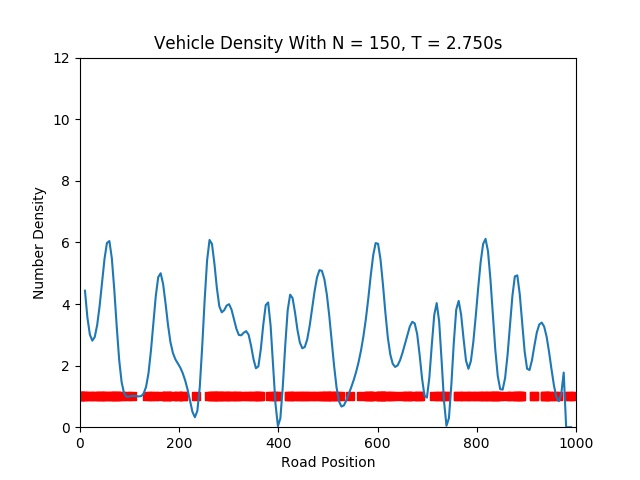 Vehicle Density With N = 150, T = 2.750s
12
10
8
6
4
2
0
Number Density
0 200 400 600 800 1000
Road Position